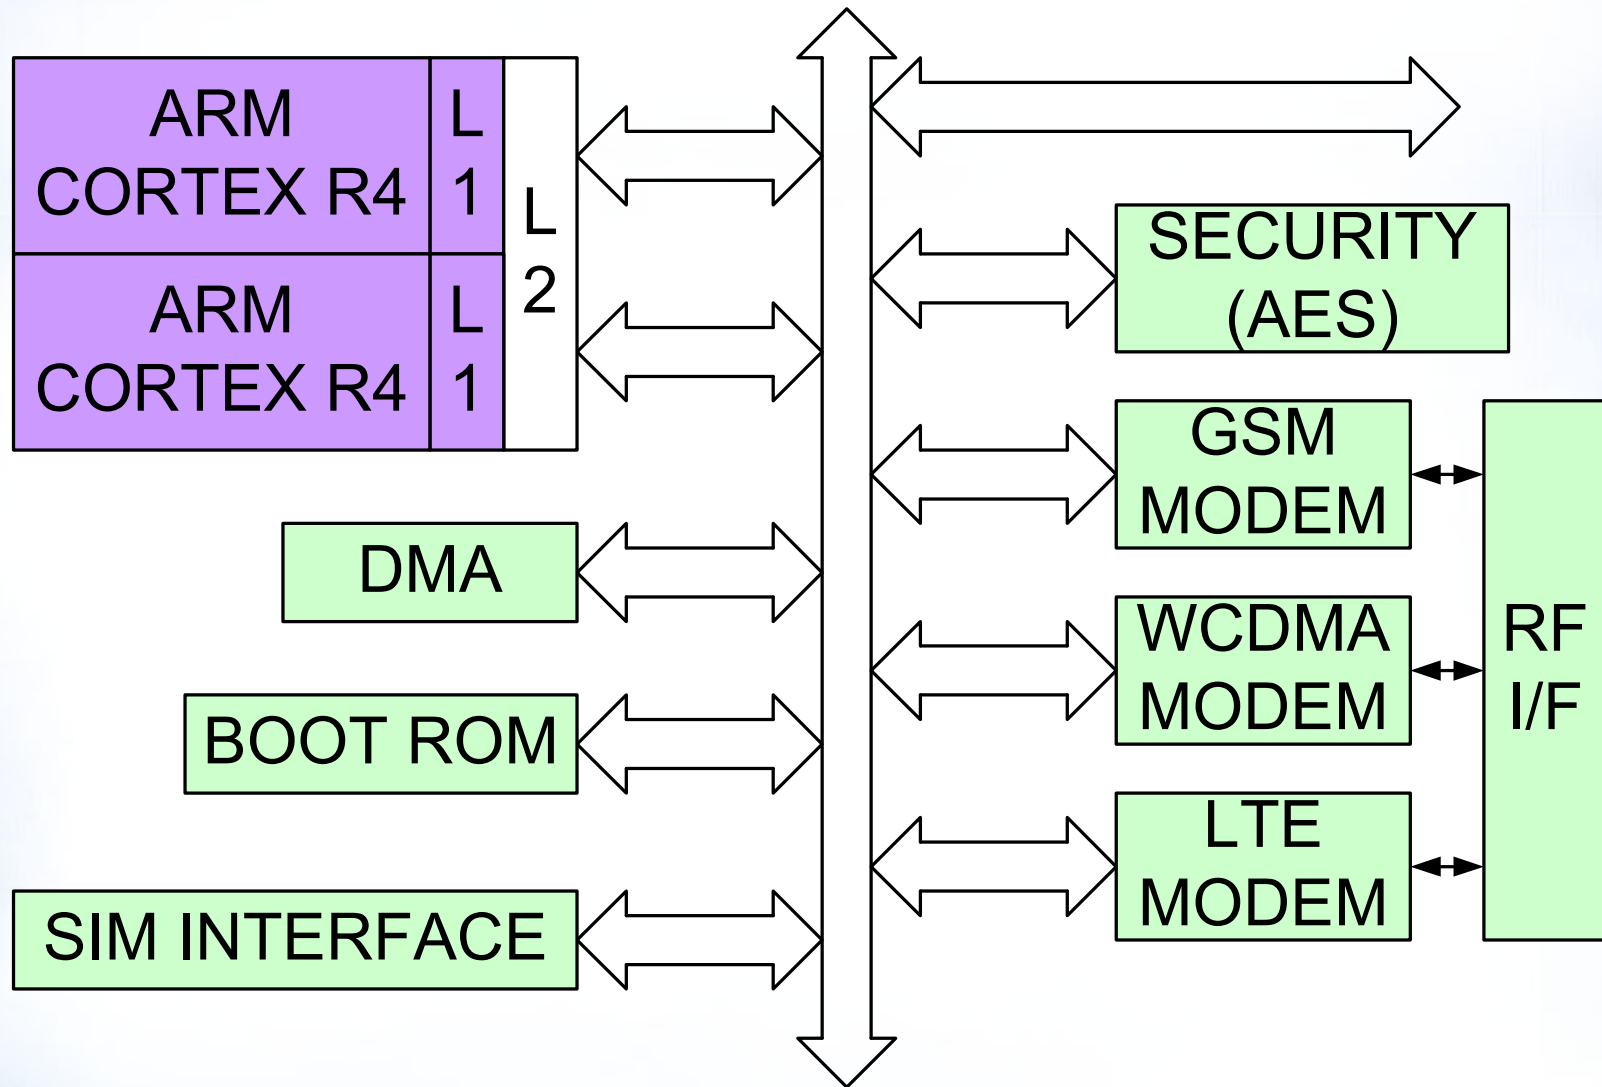 ARM
CORTEX R4
L
1
ARM
CORTEX R4
L
1
L
2
DMA
BOOT ROM
SIM INTERFACE
SECURITY
(AES)
GSM
MODEM
WCDMA
MODEM
LTE
MODEM
RF
I/F